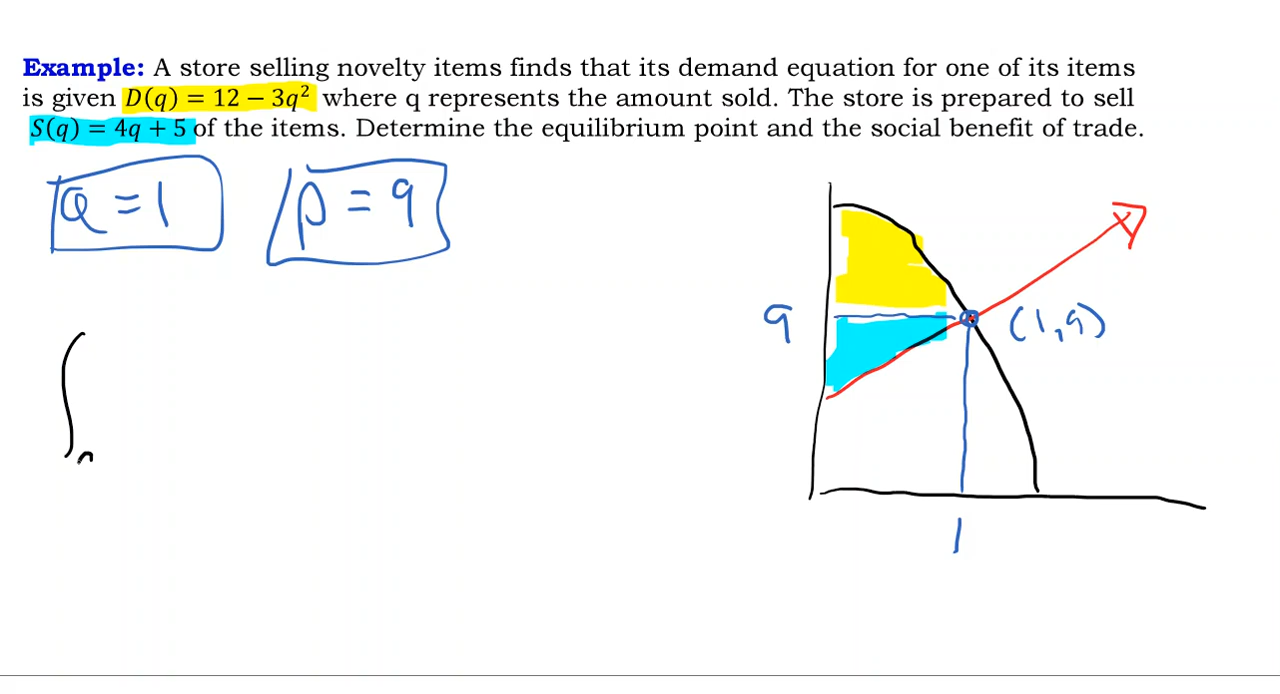 Example: A store selling novelty items finds that its demand equation for one of its items
is given D(q) = 12 − 3q² where q represents the amount sold. The store is prepared to sell
S(q) = 4q + 5 of the items. Determine the equilibrium point and the social benefit of trade.
Q = 1 P = 9
9
(1,9)
∫
1